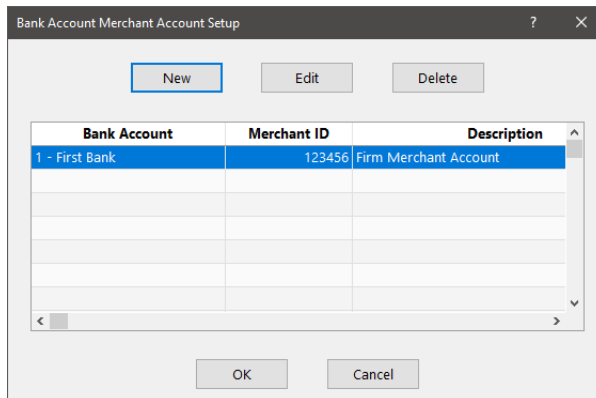 Bank Account Merchant Account Setup ? ×
New Edit Delete
Bank Account Merchant ID Description
1 - First Bank 123456 Firm Merchant Account
OK Cancel